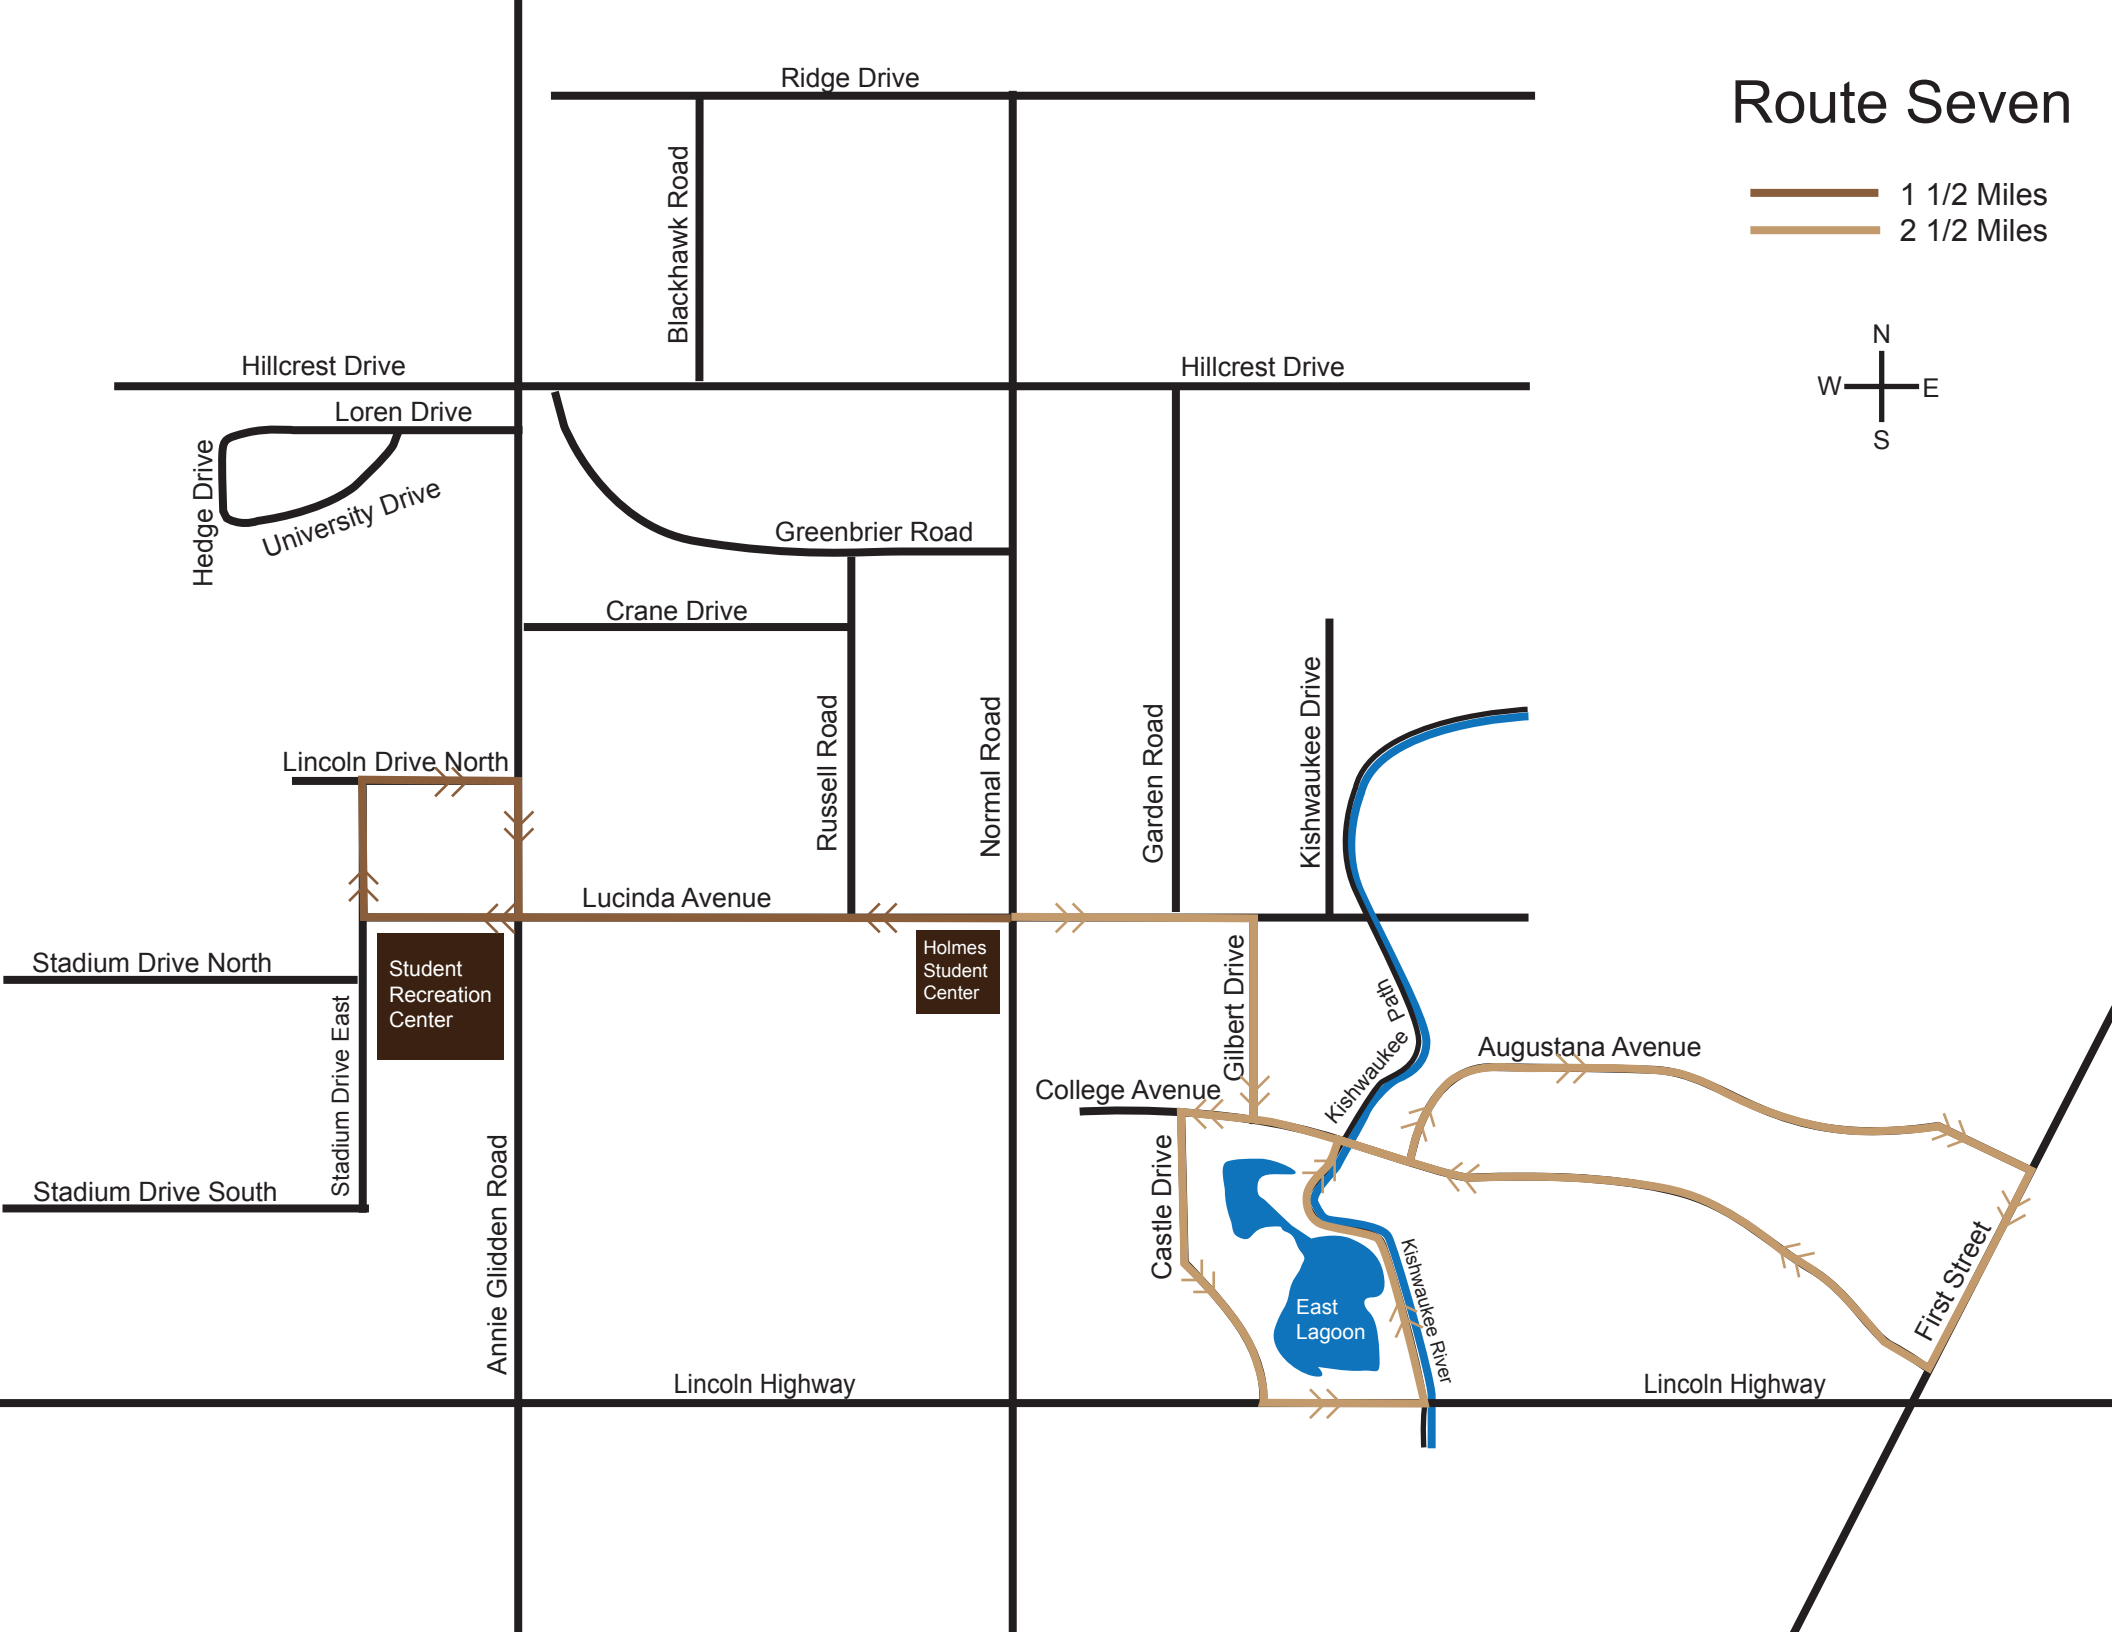 Ridge Drive
Route Seven
1 1/2 Miles
2 1/2 Miles
Blackhawk Road
N
W
E
S
Hillcrest Drive
Hillcrest Drive
Loren Drive
Hedge Drive
University Drive
Greenbrier Road
Crane Drive
Russell Road
Normal Road
Garden Road
Kishwaukee Drive
Lincoln Drive North
Lucinda Avenue
Stadium Drive North
Student
Recreation
Center
Holmes
Student
Center
Gilbert Drive
Kishwaukee Path
Augustana Avenue
College Avenue
Stadium Drive East
Stadium Drive South
Annie Glidden Road
Castle Drive
East
Lagoon
Kishwaukee River
First Street
Lincoln Highway
Lincoln Highway